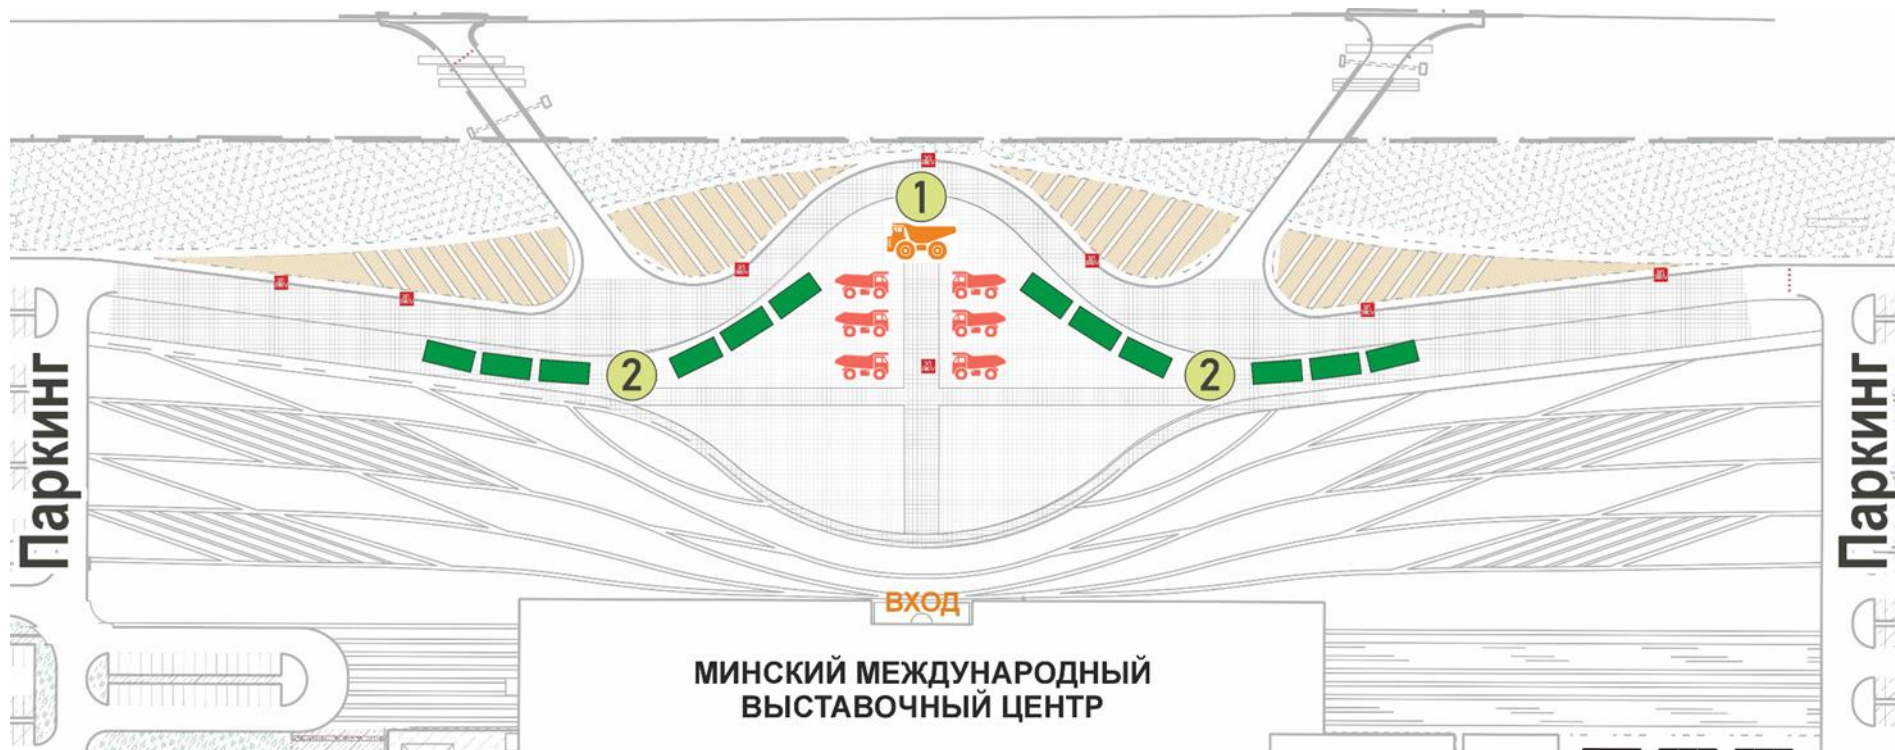 1
2
2
Паркинг
Паркинг
ВХОД
МИНСКИЙ МЕЖДУНАРОДНЫЙ
ВЫСТАВОЧНЫЙ ЦЕНТР